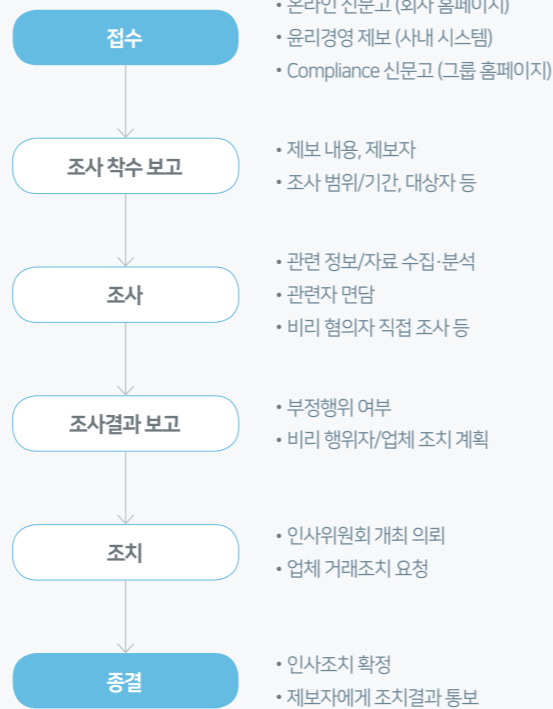 접수
• 온라인 신문고 (회사 홈페이지)
• 윤리경영 제보 (사내 시스템)
• Compliance 신문고 (그룹 홈페이지)
조사 착수 보고
• 제보 내용, 제보자
• 조사 범위/기간, 대상자 등
조사
• 관련 정보/자료 수집·분석
• 관련자 면담
• 비리 혐의자 직접 조사 등
조사결과 보고
• 부정행위 여부
• 비리 행위자/업체 조치 계획
조치
• 인사위원회 개최 의뢰
• 업체 거래조치 요청
종결
• 인사조치 확정
• 제보자에게 조치결과 통보